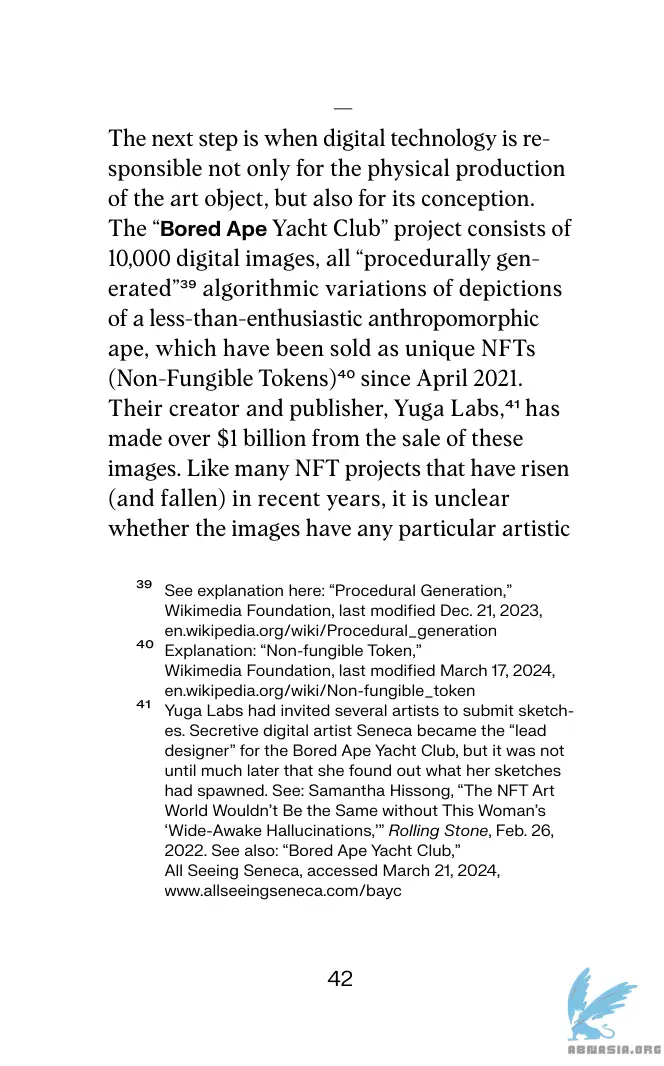 —
The next step is when digital technology is re-
sponsible not only for the physical production
of the art object, but also for its conception.
The “Bored Ape Yacht Club” project consists of
10,000 digital images, all “procedurally gen-
erated”³⁹ algorithmic variations of depictions
of a less-than-enthusiastic anthropomorphic
ape, which have been sold as unique NFTs
(Non-Fungible Tokens)⁴⁰ since April 2021.
Their creator and publisher, Yuga Labs,⁴¹ has
made over $1 billion from the sale of these
images. Like many NFT projects that have risen
(and fallen) in recent years, it is unclear
whether the images have any particular artistic
³⁹ See explanation here: “Procedural Generation,”
Wikimedia Foundation, last modified Dec. 21, 2023,
en.wikipedia.org/wiki/Procedural_generation
⁴⁰ Explanation: “Non-fungible Token,”
Wikimedia Foundation, last modified March 17, 2024,
en.wikipedia.org/wiki/Non-fungible_token
⁴¹ Yuga Labs had invited several artists to submit sketch-
es. Secretive digital artist Seneca became the “lead
designer” for the Bored Ape Yacht Club, but it was not
until much later that she found out what her sketches
had spawned. See: Samantha Hissong, “The NFT Art
World Wouldn’t Be the Same without This Woman’s
‘Wide-Awake Hallucinations,’” Rolling Stone, Feb. 26,
2022. See also: “Bored Ape Yacht Club,”
All Seeing Seneca, accessed March 21, 2024,
www.allseeingseneca.com/bayc
42
ABNASIA.ORG